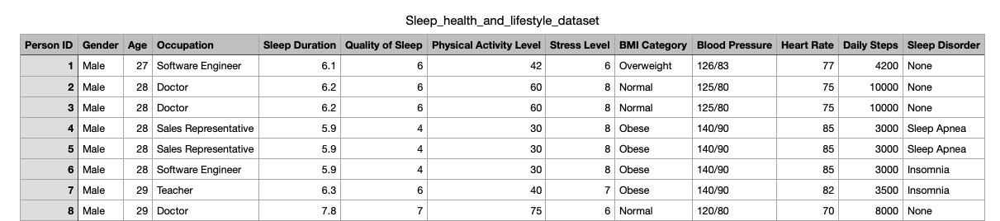 Sleep_health_and_lifestyle_dataset
Person ID Gender Age Occupation Sleep Duration Quality of Sleep Physical Activity Level Stress Level BMI Category Blood Pressure Heart Rate Daily Steps Sleep Disorder
1 Male 27 Software Engineer 6.1 6 42 6 Overweight 126/83 77 4200 None
2 Male 28 Doctor 6.2 6 60 8 Normal 125/80 75 10000 None
3 Male 28 Doctor 6.2 6 60 8 Normal 125/80 75 10000 None
4 Male 28 Sales Representative 5.9 4 30 8 Obese 140/90 85 3000 Sleep Apnea
5 Male 28 Sales Representative 5.9 4 30 8 Obese 140/90 85 3000 Sleep Apnea
6 Male 28 Software Engineer 5.9 4 30 8 Obese 140/90 85 3000 Insomnia
7 Male 29 Teacher 6.3 6 40 7 Obese 140/90 82 3500 Insomnia
8 Male 29 Doctor 7.8 7 75 6 Normal 120/80 70 8000 None